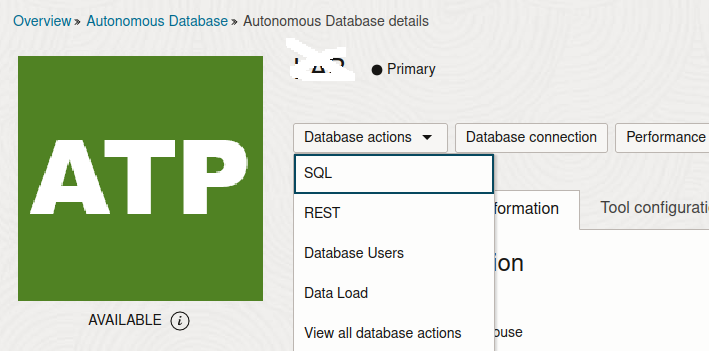 Overview » Autonomous Database » Autonomous Database details
ATP
Primary
Database actions
Database connection
Performance
SQL
REST
Database Users
Data Load
View all database actions
formation
Tool configurati
ion
ouse
AVAILABLE i